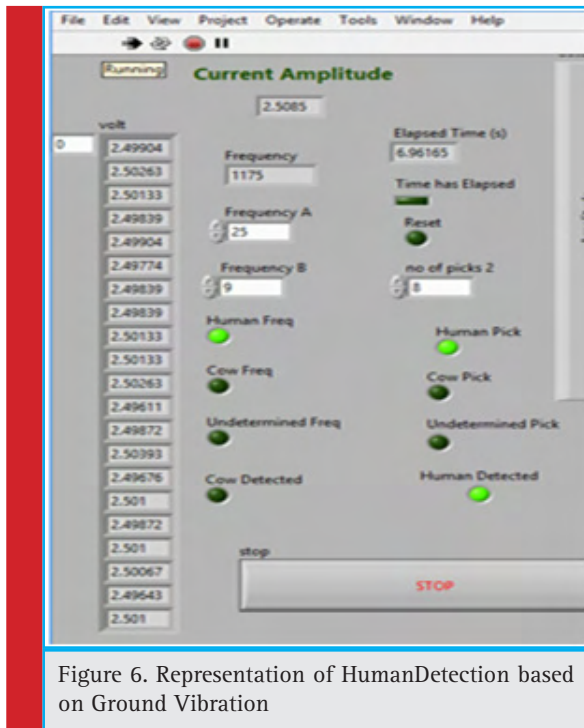 File Edit View Project Operate Tools Window Help
Running
Current Amplitude
2.5085
volt
0
2.49904
2.50263
2.50133
2.49839
2.49904
2.49774
2.49839
2.49839
2.50133
2.50133
2.50263
2.49611
2.49872
2.50393
2.49676
2.501
2.49872
2.501
2.50067
2.49643
2.501
Frequency
1175
Elapsed Time (s)
6.96165
Time has Elapsed
Frequency A
25
Reset
Frequency B
9
no of picks 2
8
Human Freq
Human Pick
Cow Freq
Cow Pick
Undetermined Freq
Undetermined Pick
Cow Detected
Human Detected
stop
STOP
Figure 6. Representation of HumanDetection based
on Ground Vibration